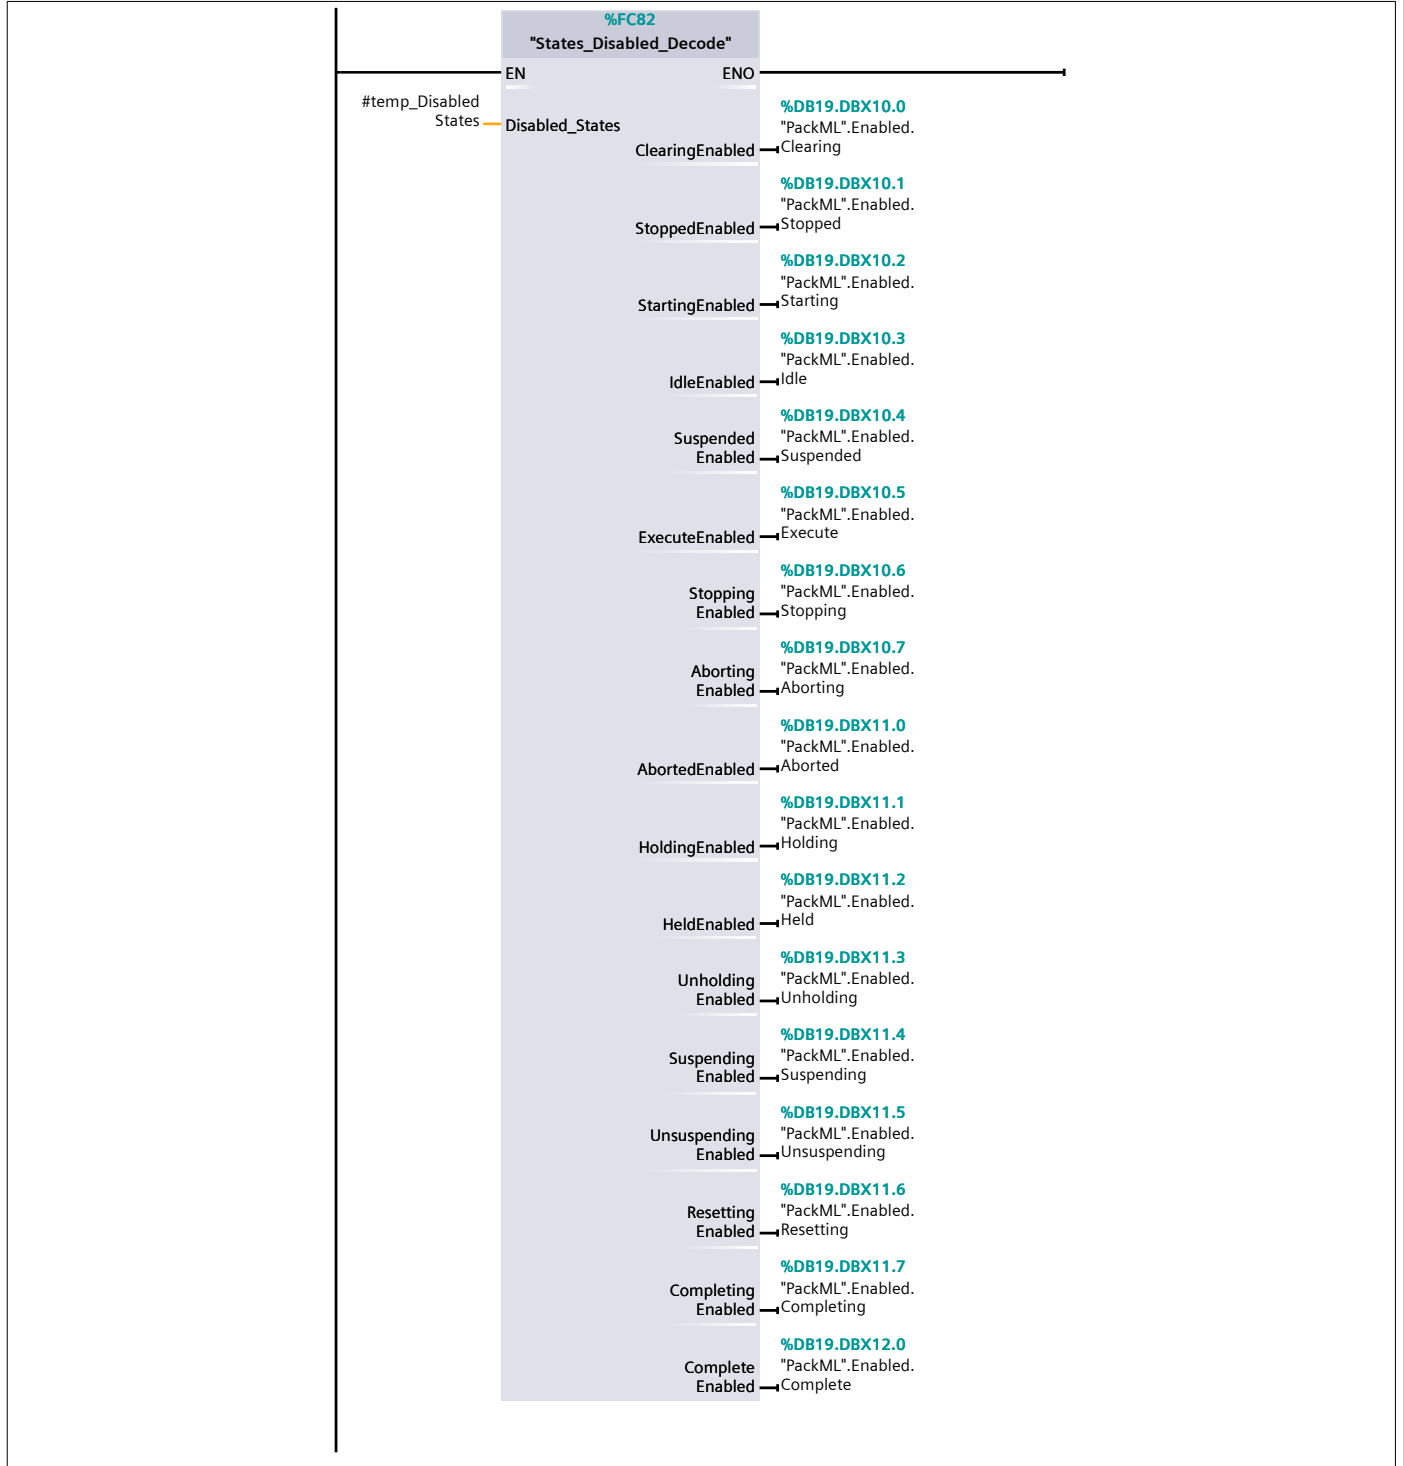 %FC82
"States_Disabled_Decode"
EN
ENO
#temp_Disabled
States
Disabled_States
ClearingEnabled
%DB19.DBX10.0
"PackML".Enabled.
Clearing
StoppedEnabled
%DB19.DBX10.1
"PackML".Enabled.
Stopped
StartingEnabled
%DB19.DBX10.2
"PackML".Enabled.
Starting
IdleEnabled
%DB19.DBX10.3
"PackML".Enabled.
Idle
Suspended
Enabled
%DB19.DBX10.4
"PackML".Enabled.
Suspended
ExecuteEnabled
%DB19.DBX10.5
"PackML".Enabled.
Execute
Stopping
Enabled
%DB19.DBX10.6
"PackML".Enabled.
Stopping
Aborting
Enabled
%DB19.DBX10.7
"PackML".Enabled.
Aborting
AbortedEnabled
%DB19.DBX11.0
"PackML".Enabled.
Aborted
HoldingEnabled
%DB19.DBX11.1
"PackML".Enabled.
Holding
HeldEnabled
%DB19.DBX11.2
"PackML".Enabled.
Held
Unholding
Enabled
%DB19.DBX11.3
"PackML".Enabled.
Unholding
Suspending
Enabled
%DB19.DBX11.4
"PackML".Enabled.
Suspending
Unsuspending
Enabled
%DB19.DBX11.5
"PackML".Enabled.
Unsuspending
Resetting
Enabled
%DB19.DBX11.6
"PackML".Enabled.
Resetting
Completing
Enabled
%DB19.DBX11.7
"PackML".Enabled.
Completing
Complete
Enabled
%DB19.DBX12.0
"PackML".Enabled.
Complete